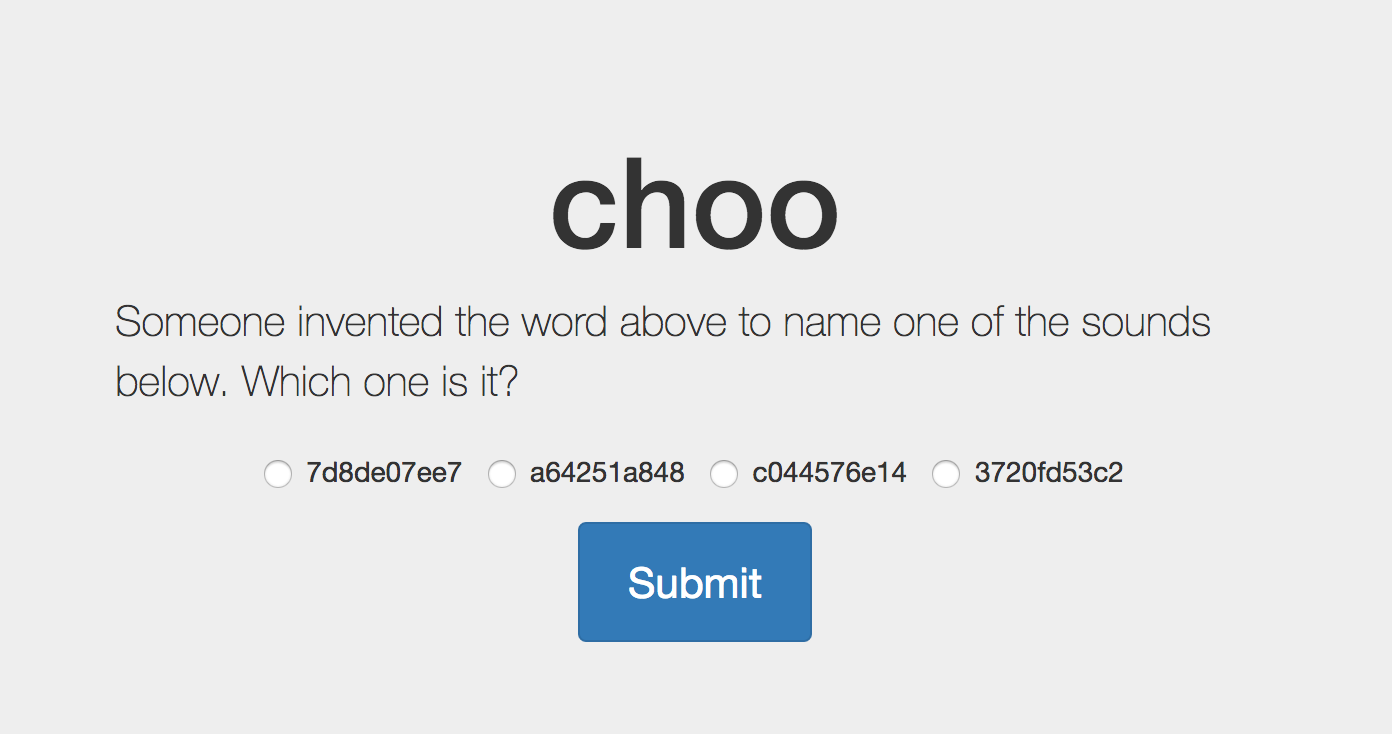 choo
Someone invented the word above to name one of the sounds
below. Which one is it?
7d8de07ee7 a64251a848 c044576e14 3720fd53c2
Submit